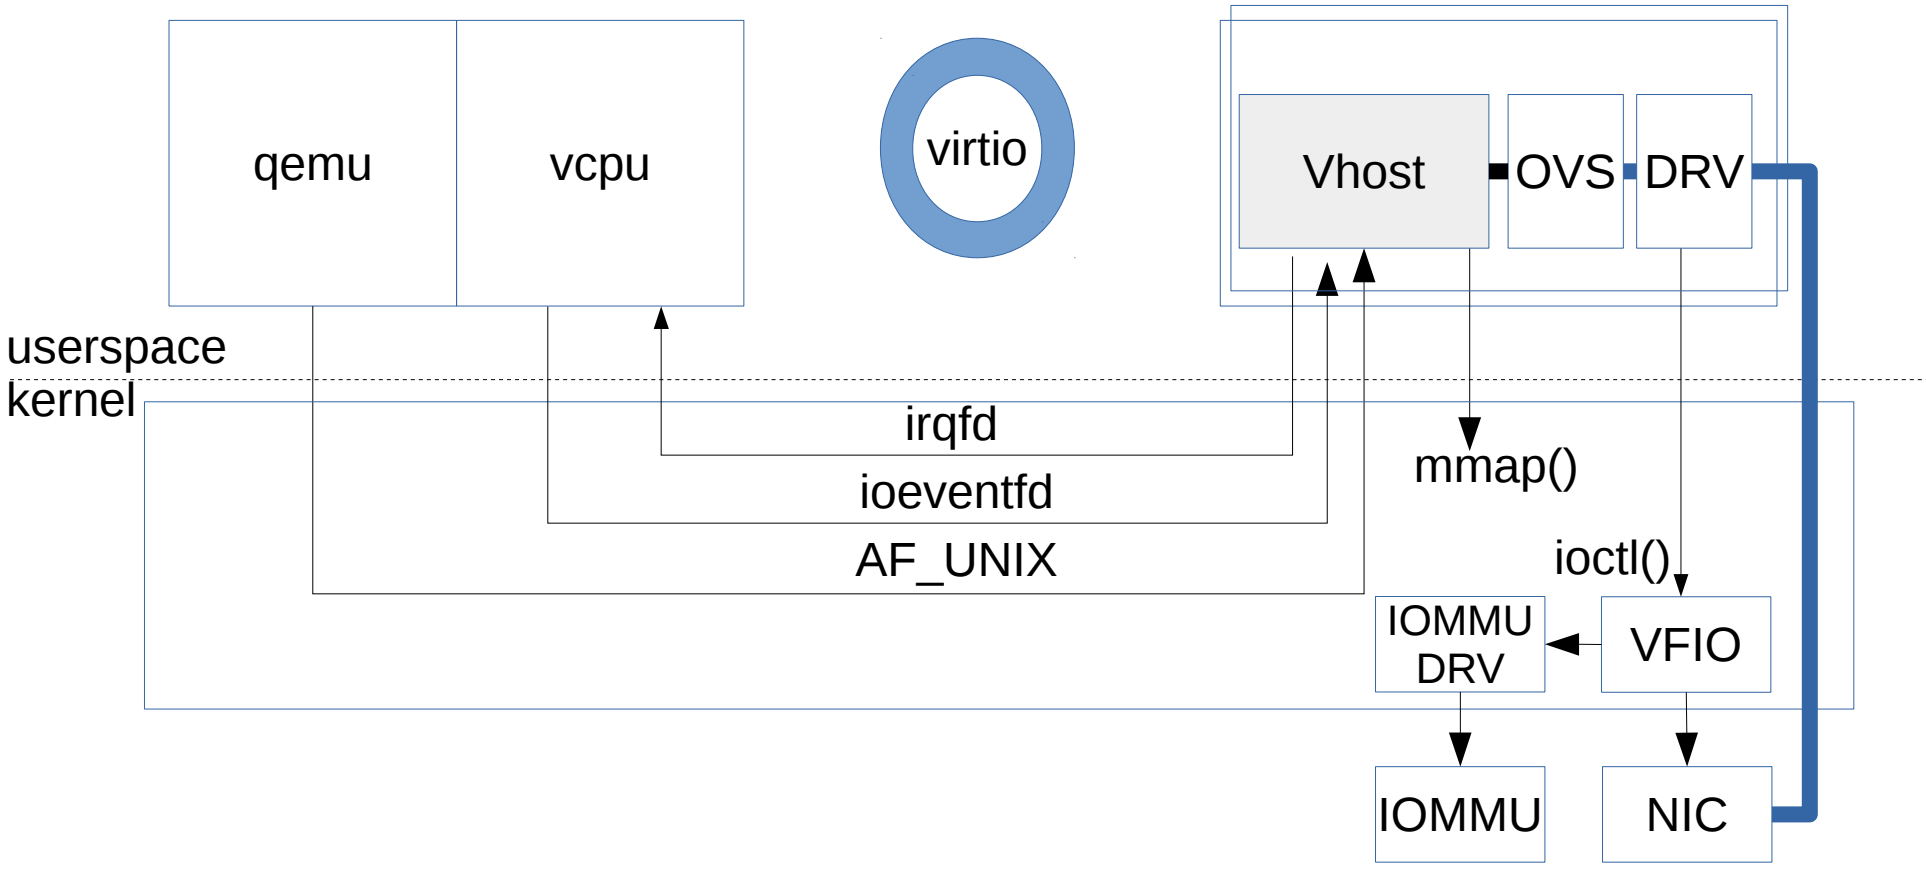 qemu
vcpu
virtio
Vhost
OVS
DRV
userspace
kernel
irqfd
mmap()
ioeventfd
AF_UNIX
ioctl()
IOMMU
DRV
VFIO
IOMMU
NIC